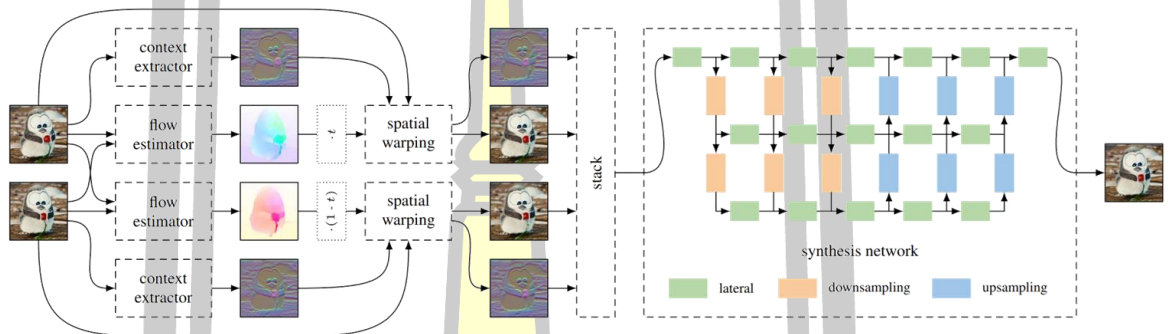 context
extractor
flow
estimator
· t
spatial
warping
flow
estimator
· (1 - t)
spatial
warping
context
extractor
stack
synthesis network
lateral
downsampling
upsampling